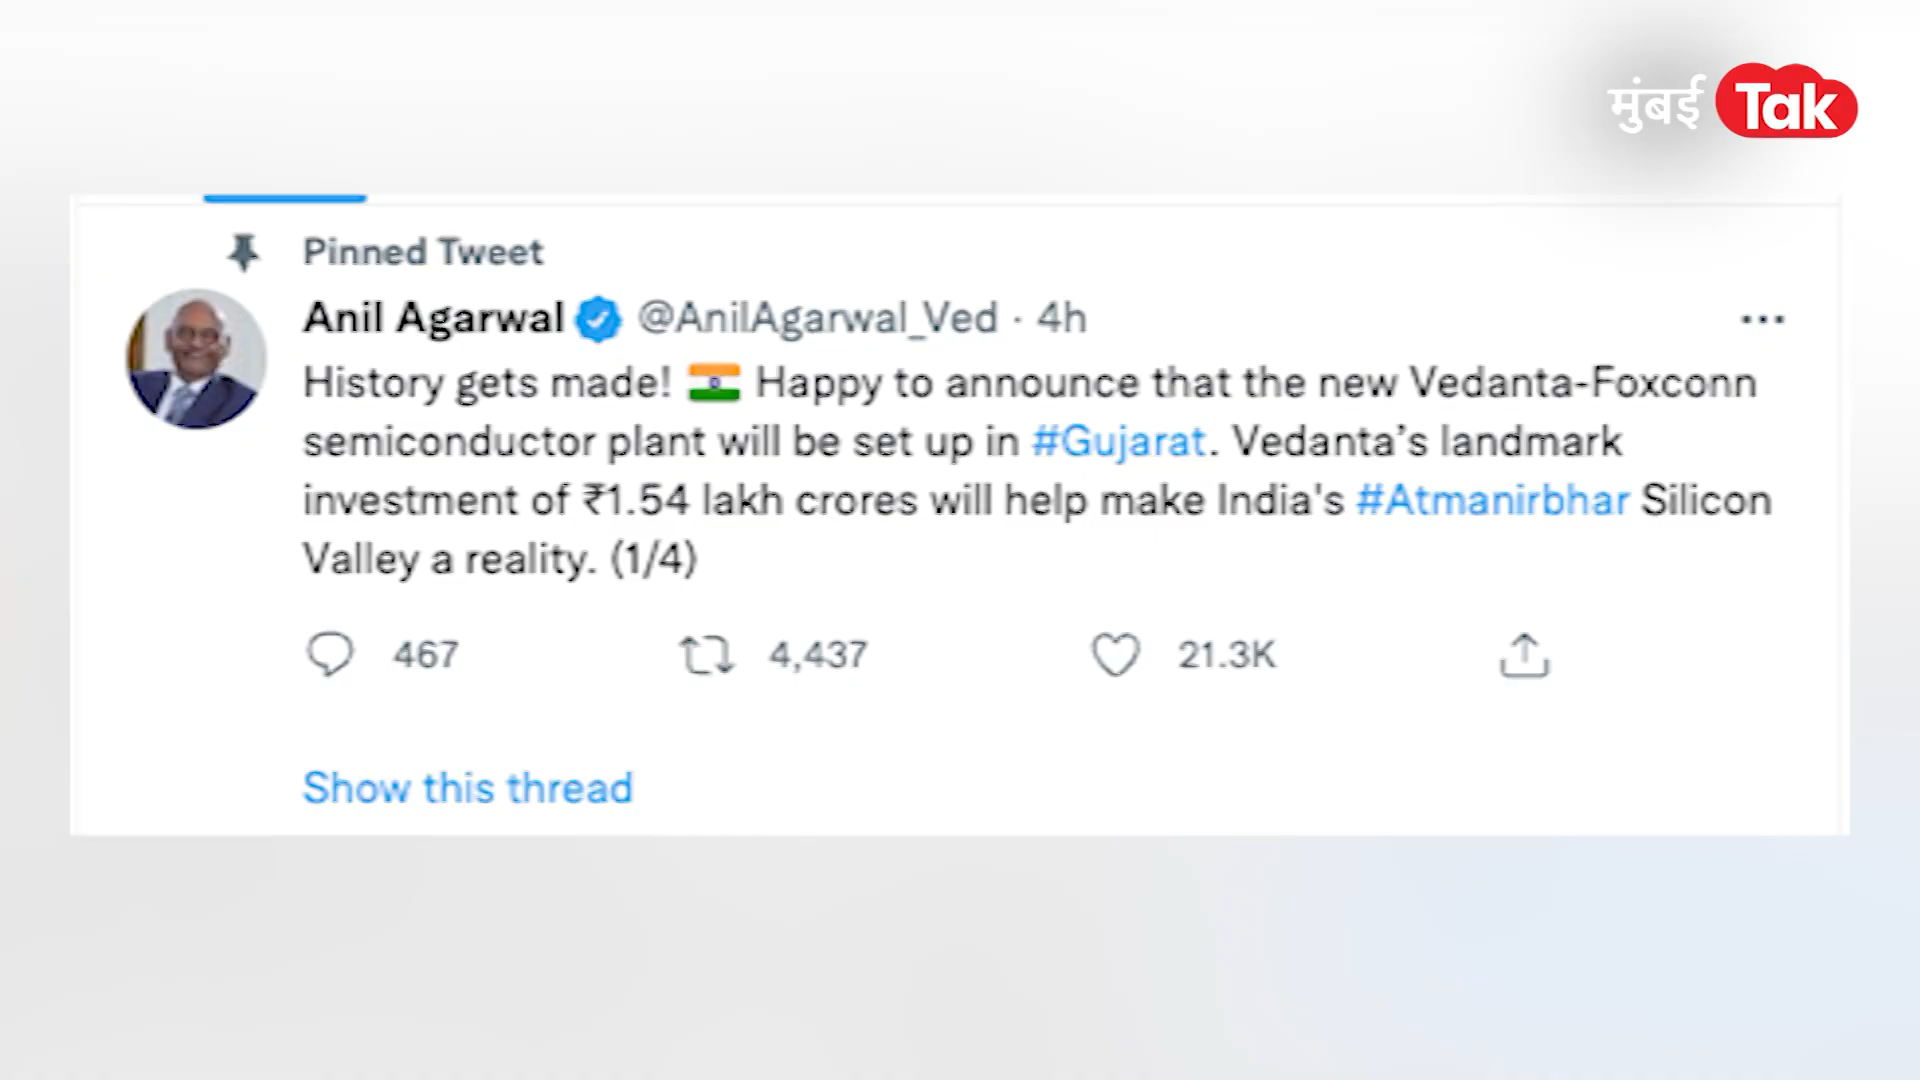 मुंबई Tak
Pinned Tweet
Anil Agarwal @AnilAgarwal_Ved · 4h
History gets made! 🇮🇳 Happy to announce that the new Vedanta-Foxconn
semiconductor plant will be set up in #Gujarat. Vedanta’s landmark
investment of ₹1.54 lakh crores will help make India's #Atmanirbhar Silicon
Valley a reality. (1/4)
467 4,437 21.3K
Show this thread